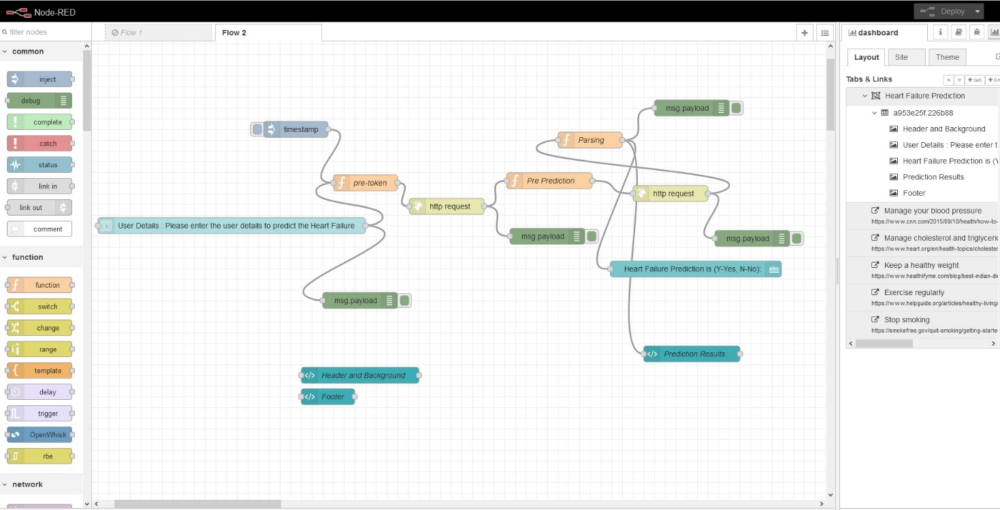 Node-RED
Deploy
filter nodes
Flow 1
Flow 2
dashboard
common
inject
debug
complete
catch
status
link in
link out
comment
function
function
switch
change
range
template
delay
trigger
OpenWhisk
rbe
network
timestamp
pre-token
http request
User Details : Please enter the user details to predict the Heart Failure
msg.payload
Header and Background
Footer
Pre Prediction
msg.payload
Parsing
msg.payload
http request
msg.payload
Heart Failure Prediction is (Y-Yes, N-No):
abc
Prediction Results
Layout
Site
Theme
Tabs & Links
+ tab
+ lin
Heart Failure Prediction
a953e25f.226b88
Header and Background
User Details : Please enter t
Heart Failure Prediction is (Y
Prediction Results
Footer
Manage your blood pressure
https://www.cnn.com/2015/09/18/health/how-to-
Manage cholesterol and triglyceric
https://www.heart.org/en/health-topics/cholester
Keep a healthy weight
https://www.healthifyme.com/blog/best-indian-di
Exercise regularly
https://www.helpguide.org/articles/healthy-living/
Stop smoking
https://smokefree.gov/quit-smoking/getting-starte